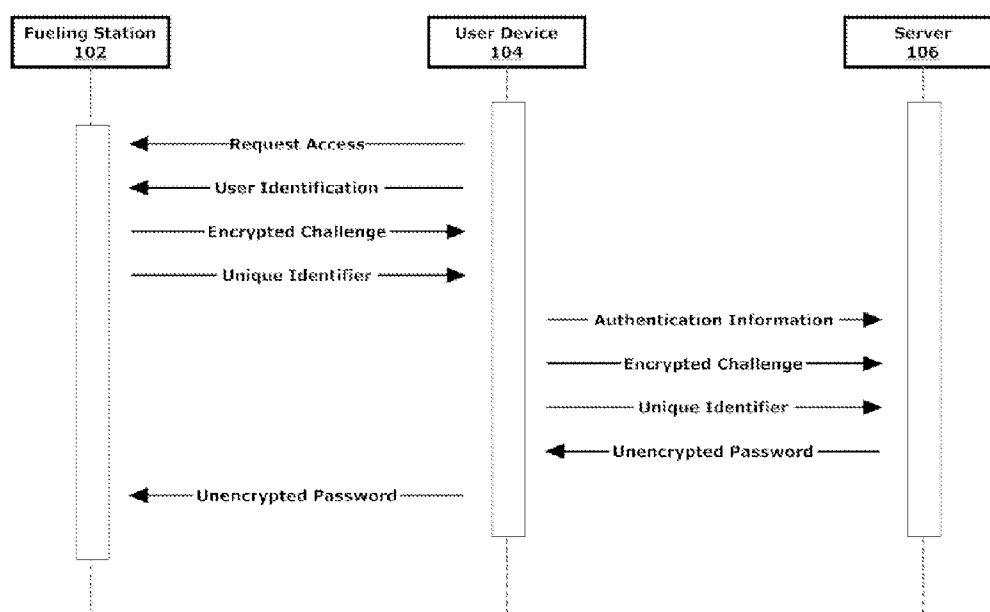 Fueling Station
102
User Device
104
Server
106
Request Access
User Identification
Encrypted Challenge
Unique Identifier
Authentication Information
Encrypted Challenge
Unique Identifier
Unencrypted Password
Unencrypted Password